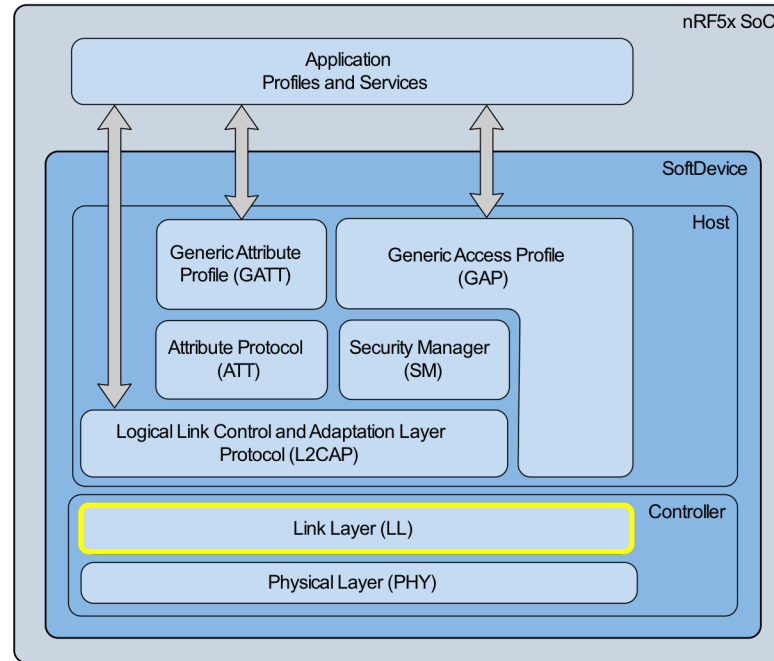 nRF5x SoC
Application
Profiles and Services
SoftDevice
Host
Generic Attribute
Profile (GATT)
Generic Access Profile
(GAP)
Attribute Protocol
(ATT)
Security Manager
(SM)
Logical Link Control and Adaptation Layer
Protocol (L2CAP)
Controller
Link Layer (LL)
Physical Layer (PHY)